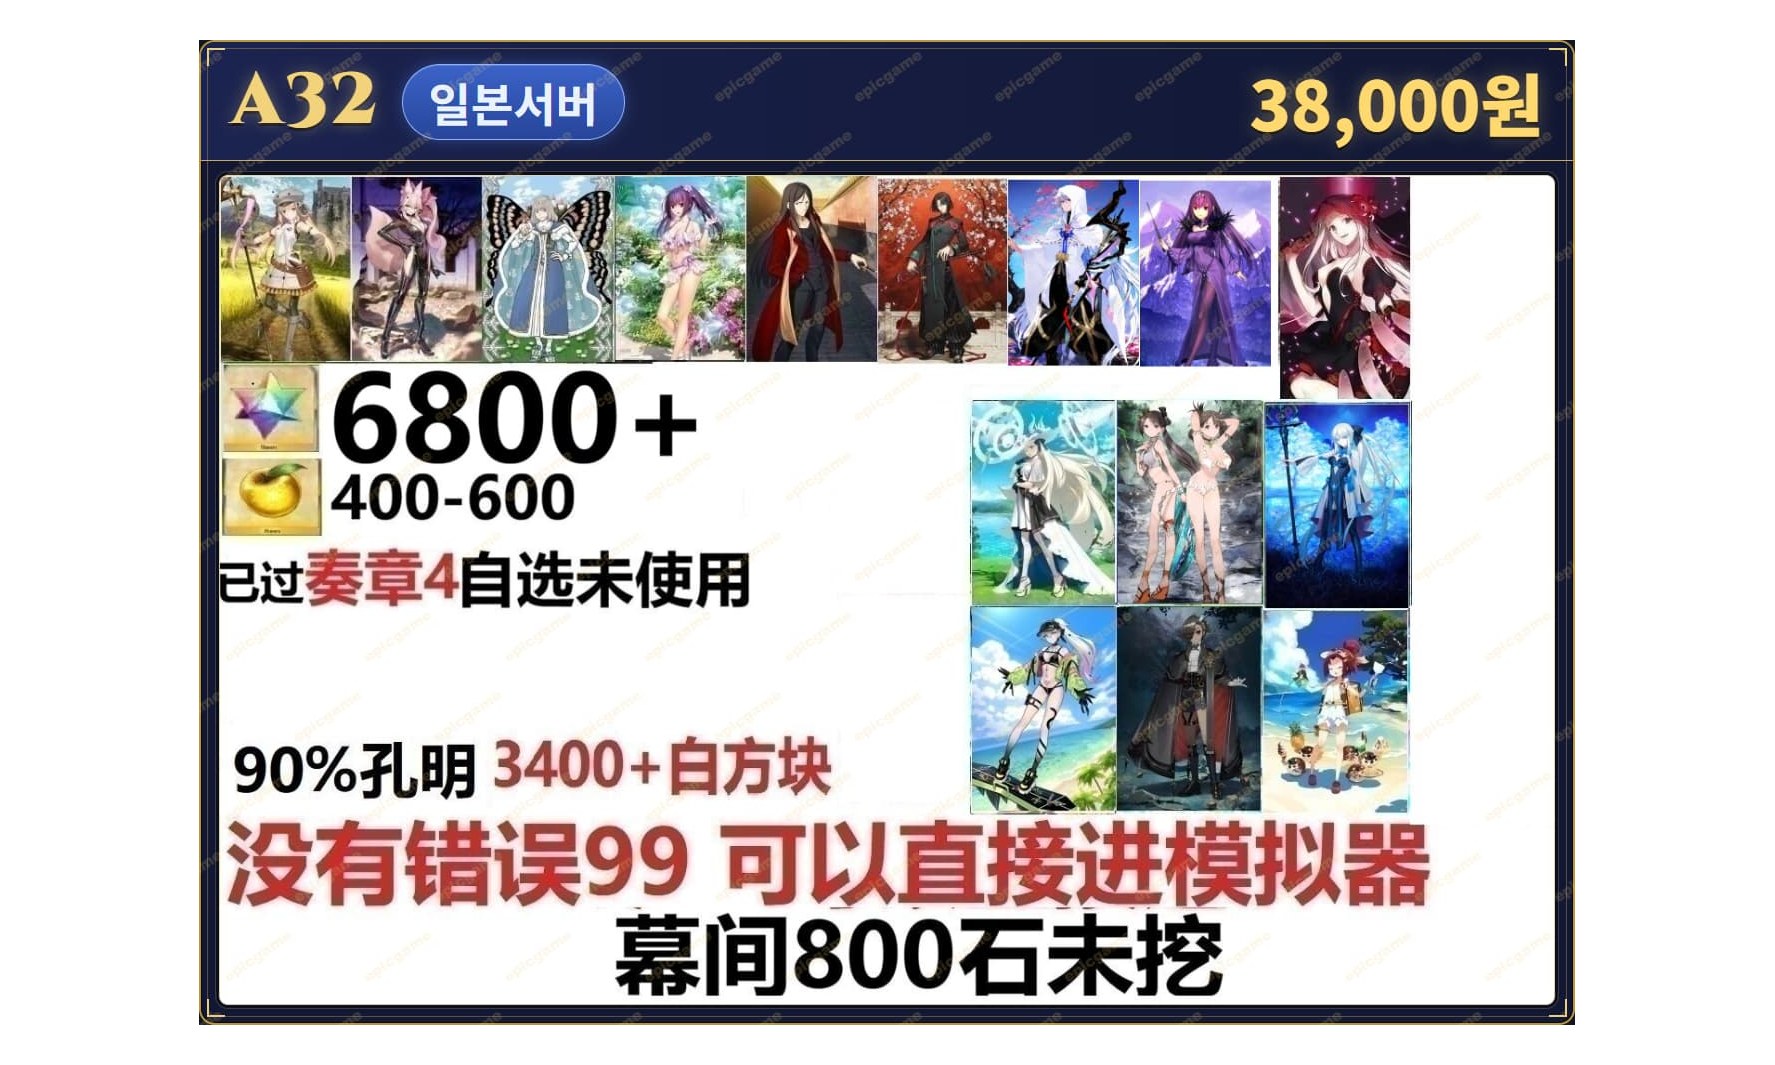 A32 일본서버 38,000원
6800+
400-600
已过奏章4自选未使用
90%孔明 3400+白方块
没有错误99 可以直接进模拟器
幕间800石未挖
epicgame